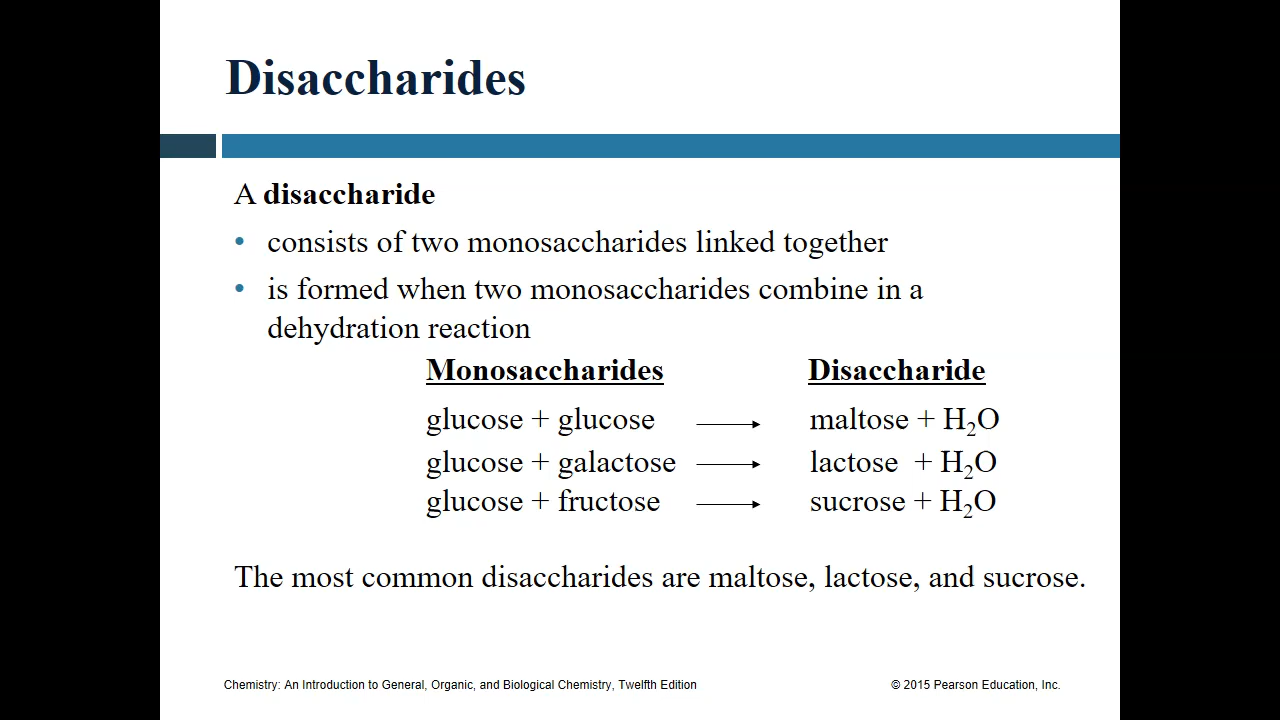 Disaccharides
A disaccharide
• consists of two monosaccharides linked together
• is formed when two monosaccharides combine in a
dehydration reaction
Monosaccharides Disaccharide
glucose + glucose ⟶ maltose + H₂O
glucose + galactose ⟶ lactose + H₂O
glucose + fructose ⟶ sucrose + H₂O
The most common disaccharides are maltose, lactose, and sucrose.
Chemistry: An Introduction to General, Organic, and Biological Chemistry, Twelfth Edition © 2015 Pearson Education, Inc.